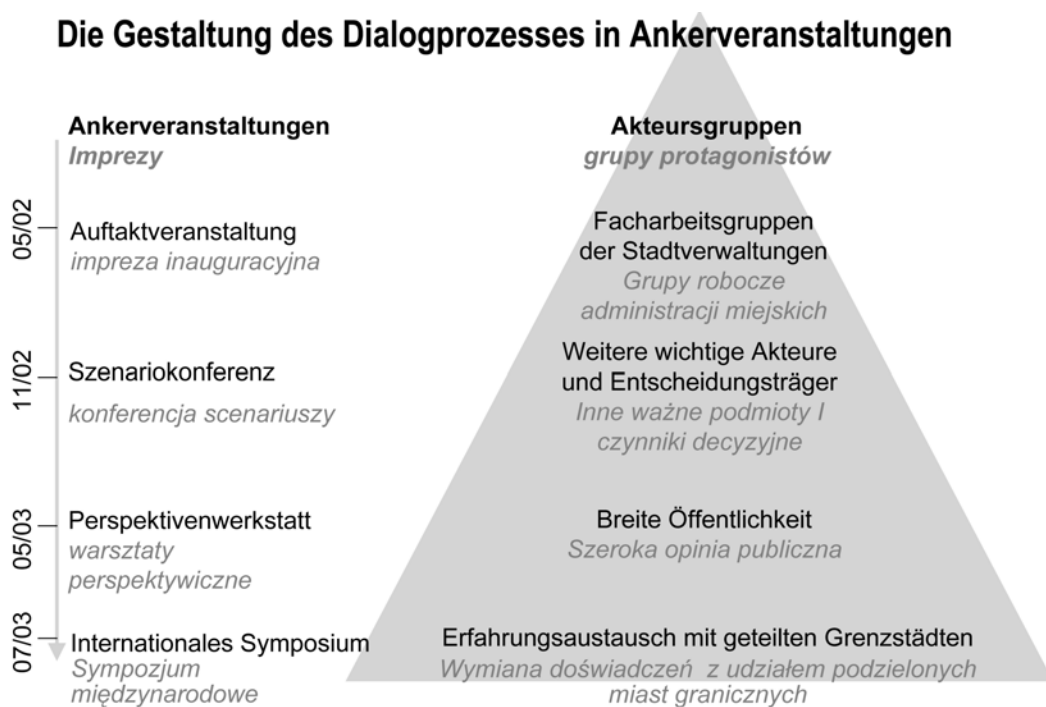 Die Gestaltung des Dialogprozesses in Ankerveranstaltungen
Ankerveranstaltungen
Imprezy
Akteursgruppen
grupy protagonistów
05/02
Auftaktveranstaltung
impreza inauguracyjna
Facharbeitsgruppen
der Stadtverwaltungen
Grupy robocze
administracji miejskich
11/02
Szenariokonferenz
konferencja scenariuszy
Weitere wichtige Akteure
und Entscheidungsträger
Inne ważne podmioty I
czynniki decyzyjne
05/03
Perspektivenwerkstatt
warsztaty
perspektywiczne
Breite Öffentlichkeit
Szeroka opinia publiczna
07/03
Internationales Symposium
Sympozjum
międzynarodowe
Erfahrungsaustausch mit geteilten Grenzstädten
Wymiana doświadczeń z udziałem podzielonych
miast granicznych